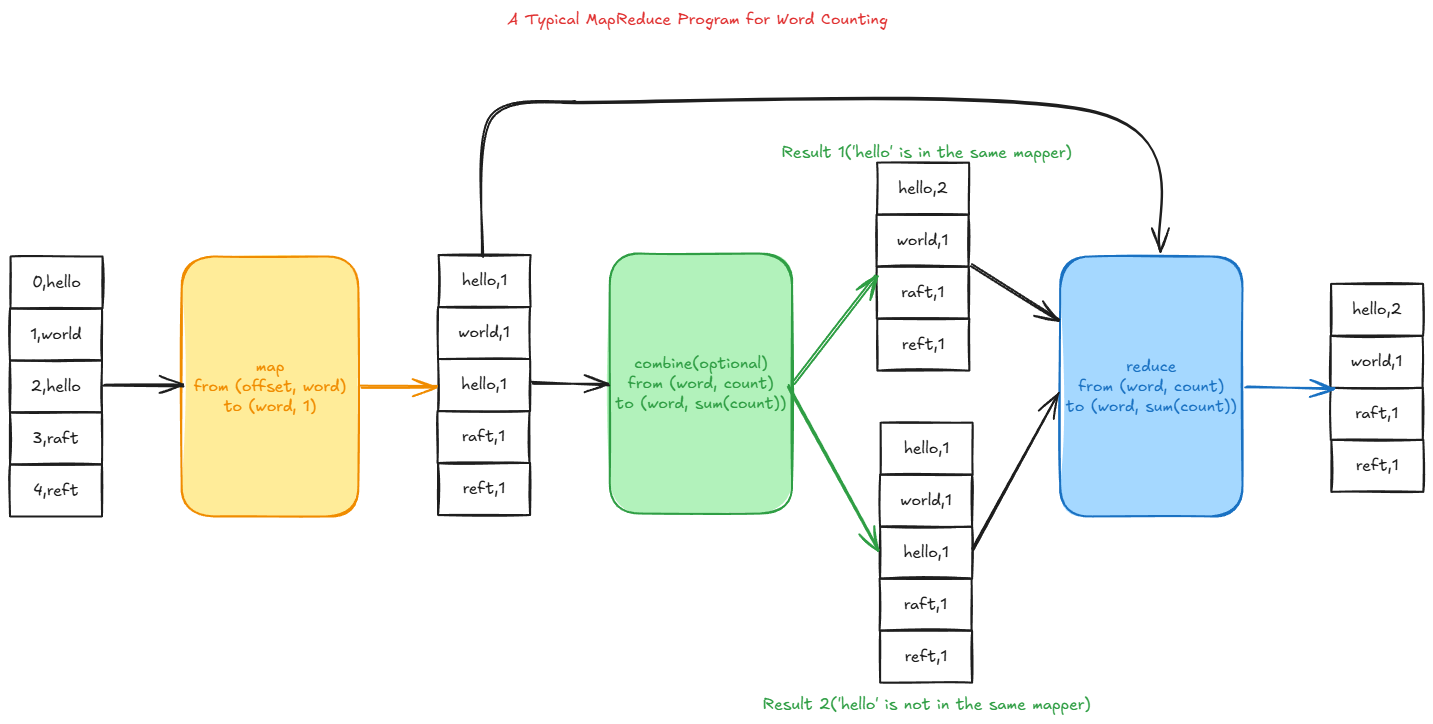 A Typical MapReduce Program for Word Counting
0,hello
1,world
2,hello
3,raft
4,reft
map
from (offset, word)
to (word, 1)
hello,1
world,1
hello,1
raft,1
reft,1
combine(optional)
from (word, count)
to (word, sum(count))
Result 1('hello' is in the same mapper)
hello,2
world,1
raft,1
reft,1
hello,1
world,1
hello,1
raft,1
reft,1
Result 2('hello' is not in the same mapper)
reduce
from (word, count)
to (word, sum(count))
hello,2
world,1
raft,1
reft,1